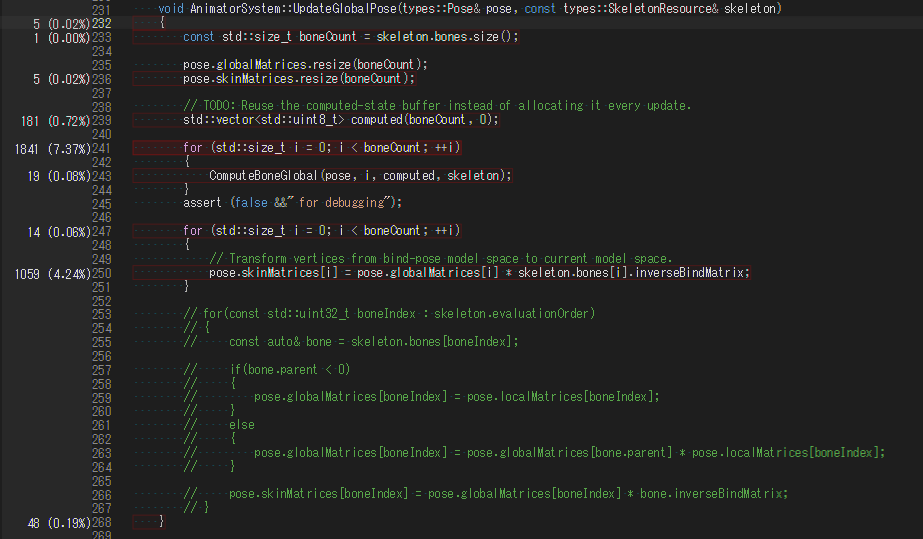 231 void AnimatorSystem::UpdateGlobalPose(types::Pose& pose, const types::SkeletonResource& skeleton)
5 (0.02%)232 {
1 (0.00%)233 const std::size_t boneCount = skeleton.bones.size();
234
235 pose.globalMatrices.resize(boneCount);
5 (0.02%)236 pose.skinMatrices.resize(boneCount);
237
238 // TODO: Reuse the computed-state buffer instead of allocating it every update.
181 (0.72%)239 std::vector<std::uint8_t> computed(boneCount, 0);
240
1841 (7.37%)241 for (std::size_t i = 0; i < boneCount; ++i)
242 {
19 (0.08%)243 ComputeBoneGlobal(pose, i, computed, skeleton);
244 }
245 assert (false &&" for debugging");
246
14 (0.06%)247 for (std::size_t i = 0; i < boneCount; ++i)
248 {
249 // Transform vertices from bind-pose model space to current model space.
1059 (4.24%)250 pose.skinMatrices[i] = pose.globalMatrices[i] * skeleton.bones[i].inverseBindMatrix;
251 }
252
253 // for(const std::uint32_t boneIndex : skeleton.evaluationOrder)
254 // {
255 // const auto& bone = skeleton.bones[boneIndex];
256
257 // if(bone.parent < 0)
258 // {
259 // pose.globalMatrices[boneIndex] = pose.localMatrices[boneIndex];
260 // }
261 // else
262 // {
263 // pose.globalMatrices[boneIndex] = pose.globalMatrices[bone.parent] * pose.localMatrices[boneIndex];
264 // }
265
266 // pose.skinMatrices[boneIndex] = pose.globalMatrices[boneIndex] * bone.inverseBindMatrix;
267 // }
48 (0.19%)268 }
269